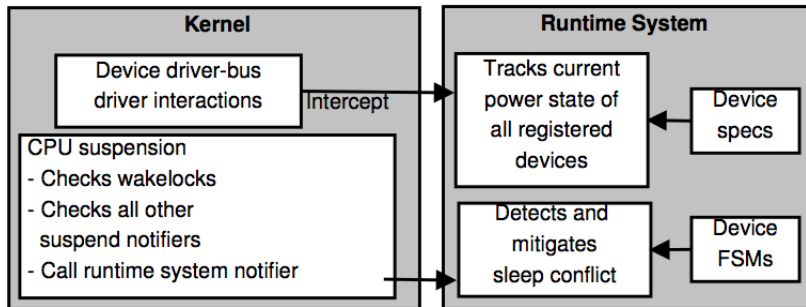 Kernel
Device driver-bus
driver interactions
Intercept
CPU suspension
- Checks wakelocks
- Checks all other
suspend notifiers
- Call runtime system notifier
Runtime System
Tracks current
power state of
all registered
devices
Device
specs
Detects and
mitigates
sleep conflict
Device
FSMs